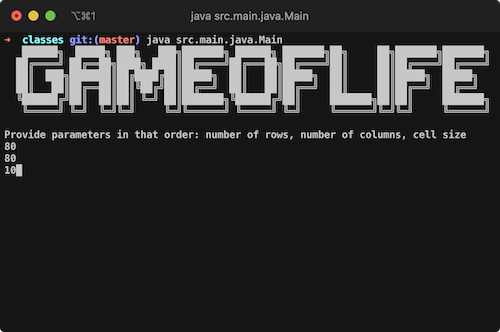 ⌥⌘1 java src.main.java.Main
➜ classes git:(master) java src.main.java.Main
GAMEOFLIFE
Provide parameters in that order: number of rows, number of columns, cell size
80
80
10